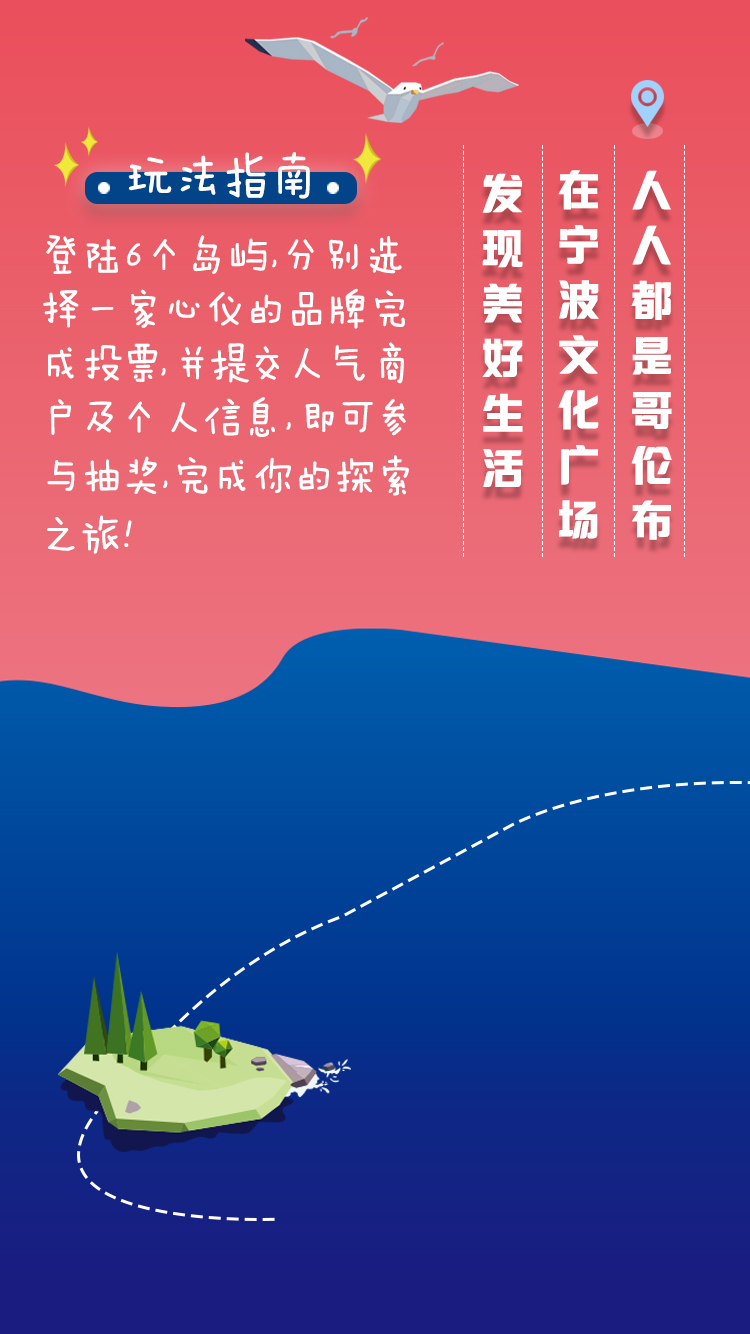 人人都是哥伦布
在宁波文化广场
发现美好生活
玩法指南
登陆6个岛屿,分别选
择一家心仪的品牌完
成投票,并提交人气商
户及个人信息,即可参
与抽奖,完成你的探索
之旅!